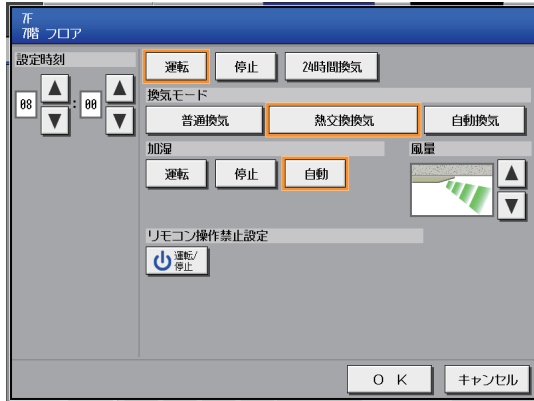 7F
7階 フロア
設定時刻
08 : 00
運転 停止 24時間換気
換気モード
普通換気 熱交換換気 自動換気
加湿 風量
運転 停止 自動
リモコン操作禁止設定
運転/
停止
OK キャンセル